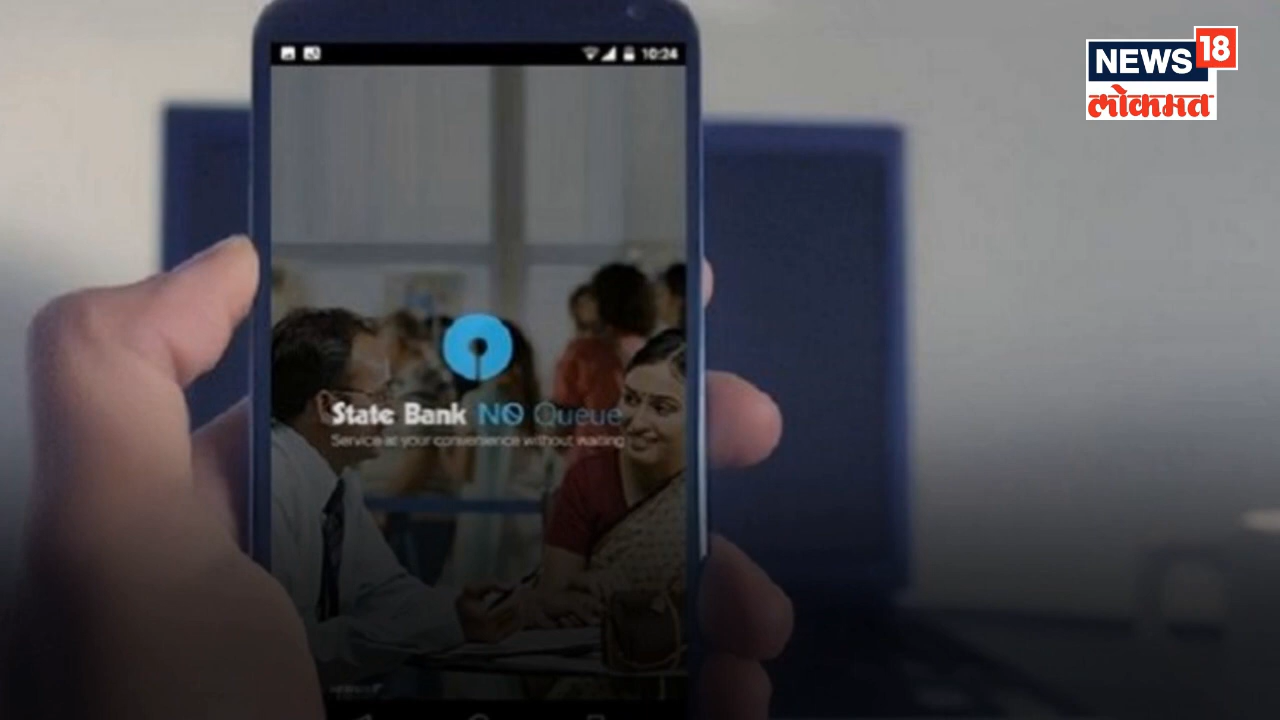 10:24
State Bank NO Queue
Service at your convenience without waiting
NEWS 18
लोकमत